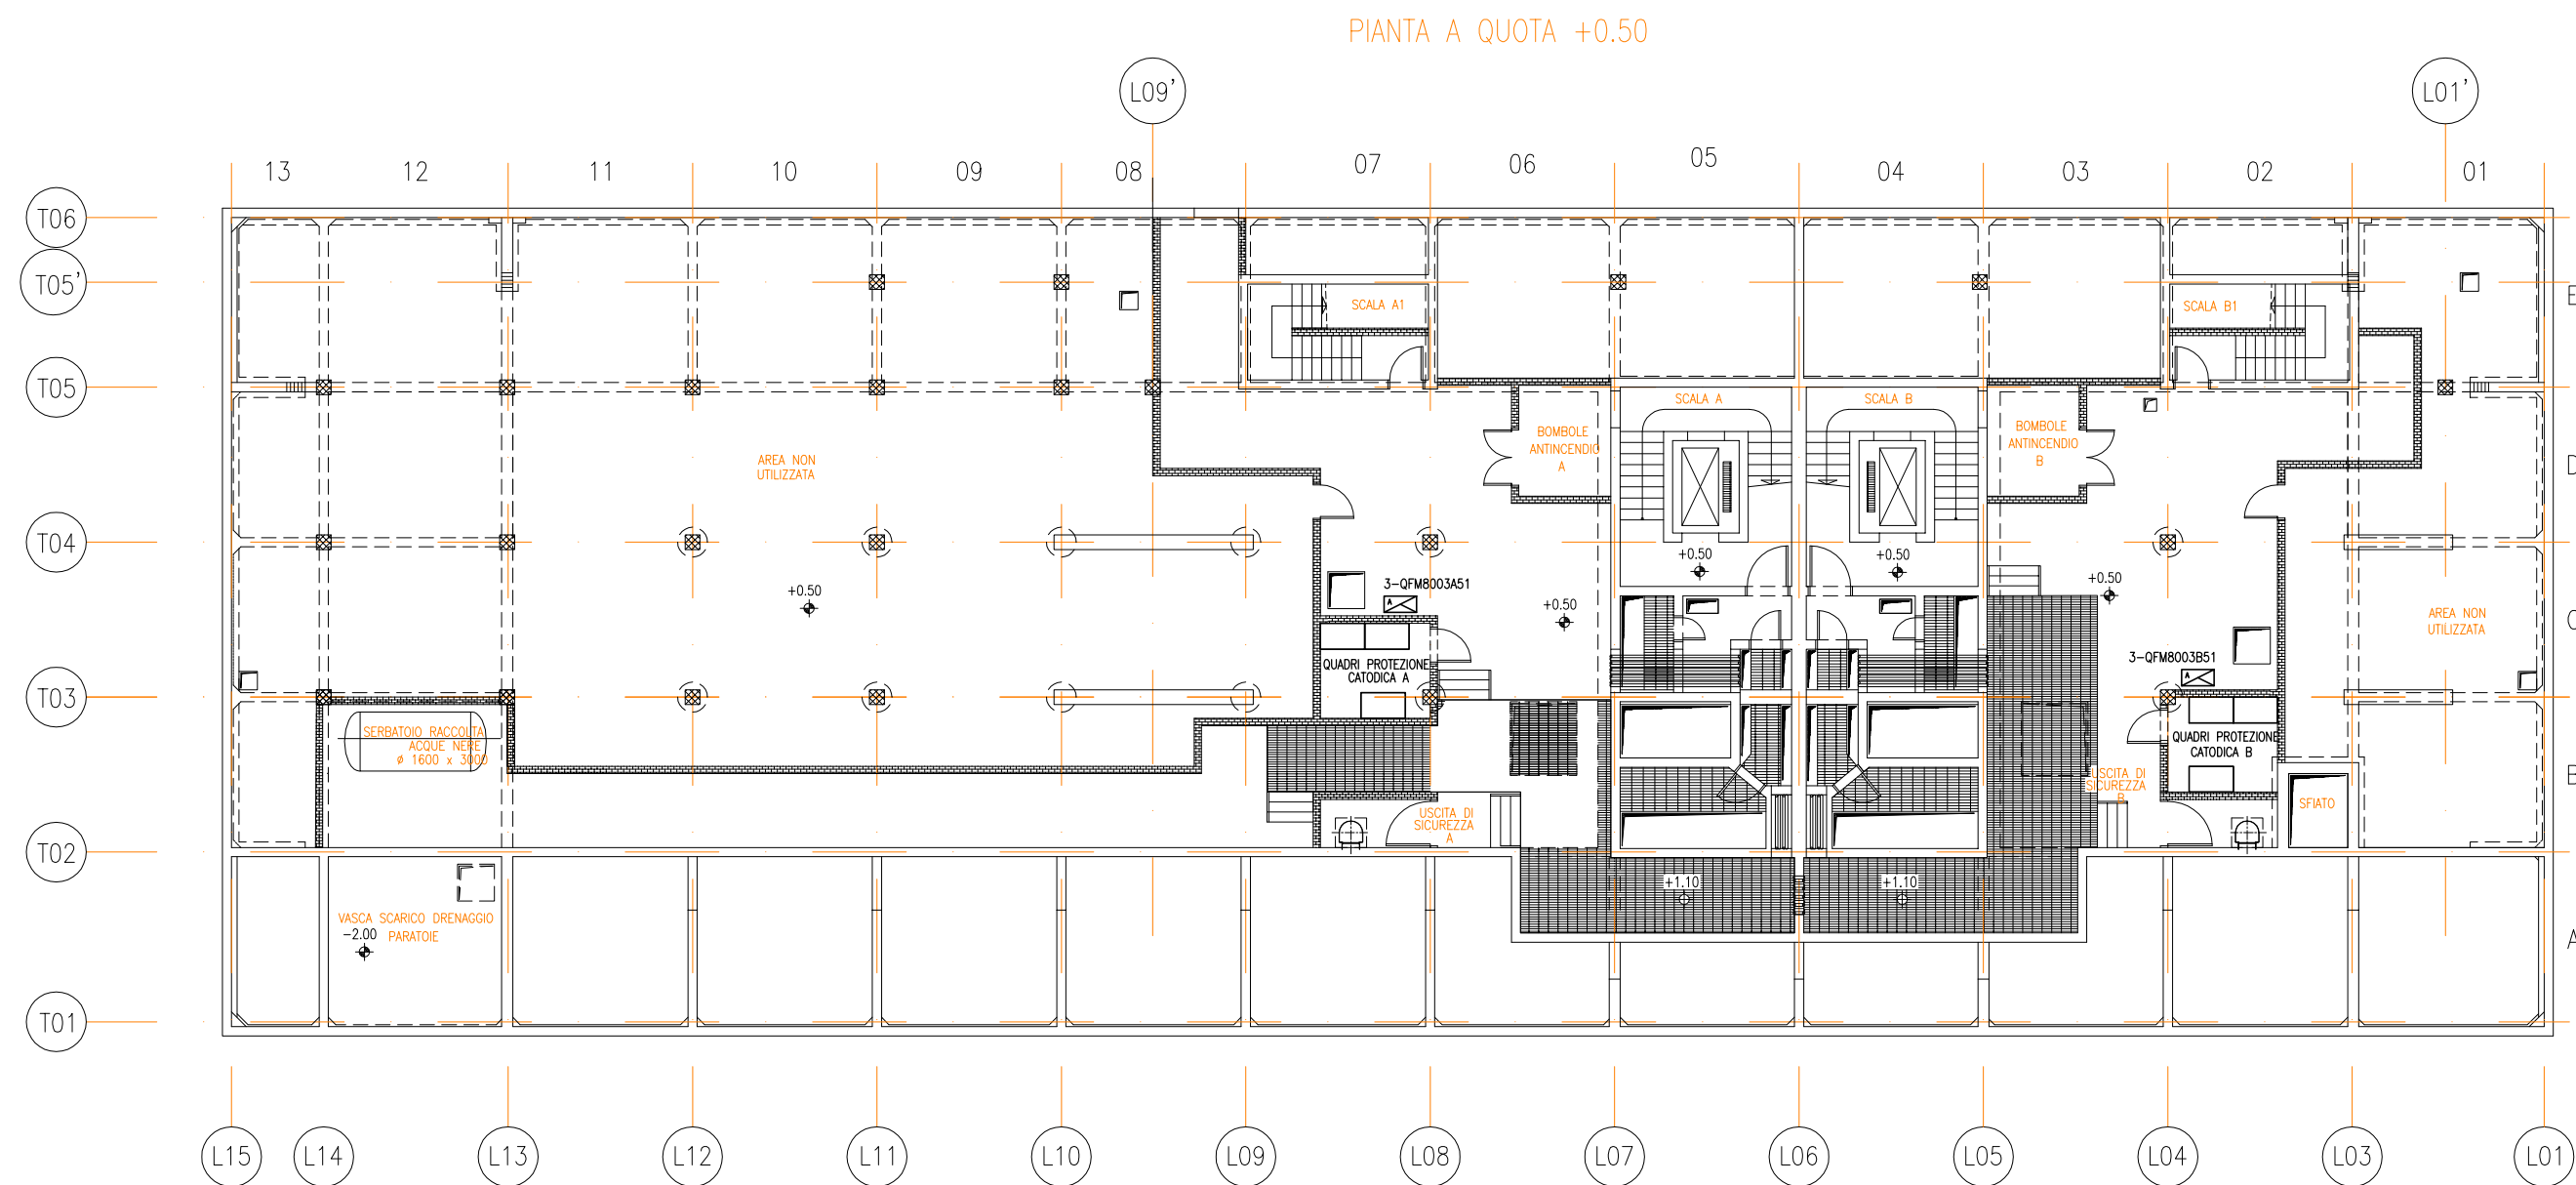 PIANTA A QUOTA +0.50
L09'
L01'
13
12
11
10
09
08
07
06
05
04
03
02
01
T06
T05'
T05
T04
T03
T02
T01
E
D
C
B
A
SCALA A1
SCALA B1
SCALA A
SCALA B
BOMBOLE
ANTINCENDIO
A
BOMBOLE
ANTINCENDIO
B
AREA NON
UTILIZZATA
+0.50
+0.50
+0.50
+0.50
+0.50
3-QFM8003A51
A
QUADRI PROTEZIONE
CATODICA A
AREA NON
UTILIZZATA
3-QFM8003B51
A
QUADRI PROTEZIONE
CATODICA B
SERBATOIO RACCOLTA
ACQUE NERE
ø 1600 x 3000
USCITA DI
SICUREZZA
A
USCITA DI
SICUREZZA
B
SFIATO
+1.10
+1.10
VASCA SCARICO DRENAGGIO
-2.00 PARATOIE
L15
L14
L13
L12
L11
L10
L09
L08
L07
L06
L05
L04
L03
L01